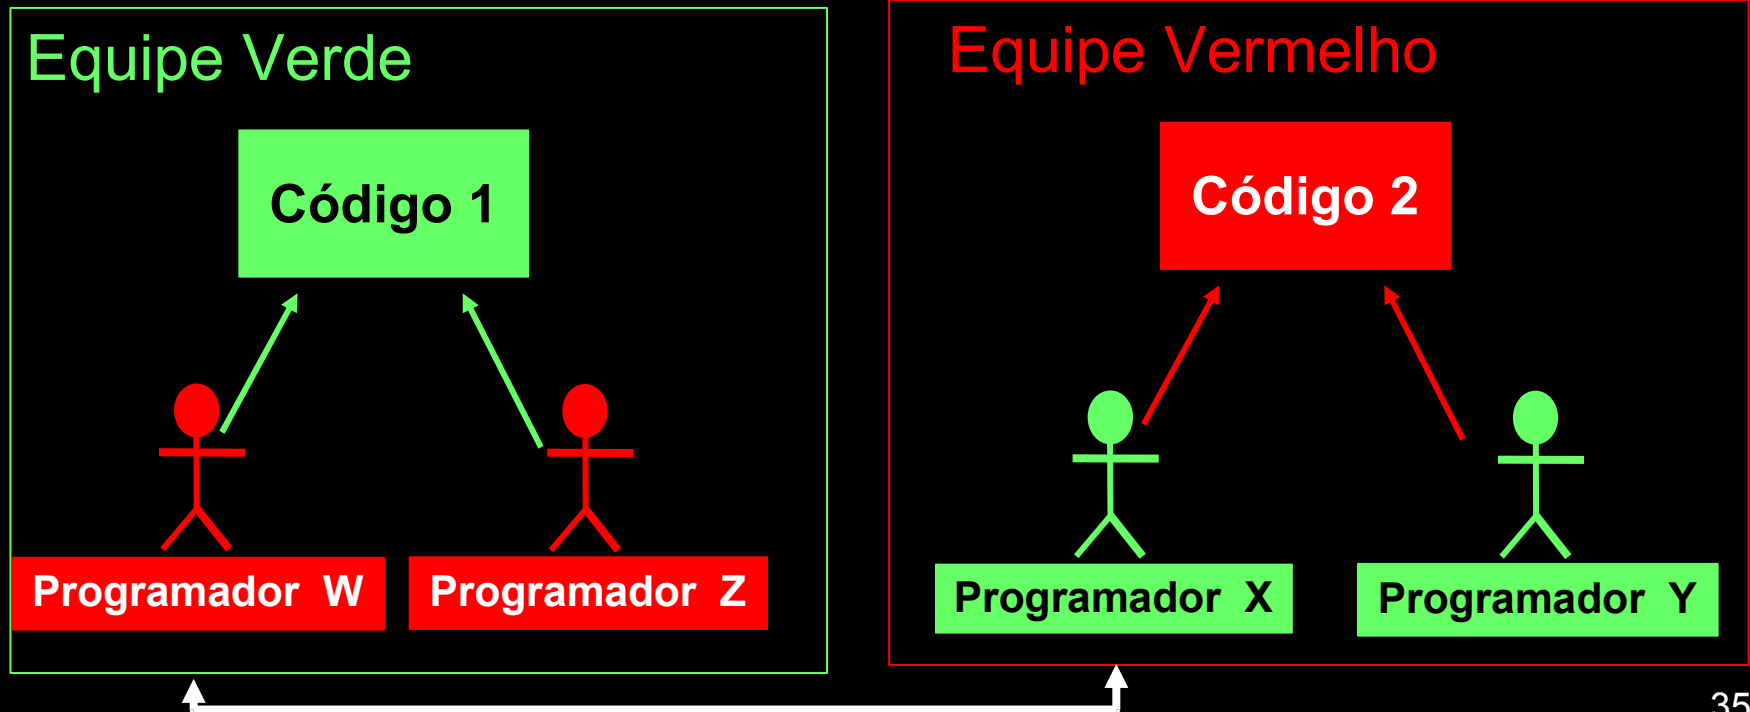 Equipe Verde
Equipe Vermelho
Código 1
Código 2
Programador W
Programador Z
Programador X
Programador Y
35